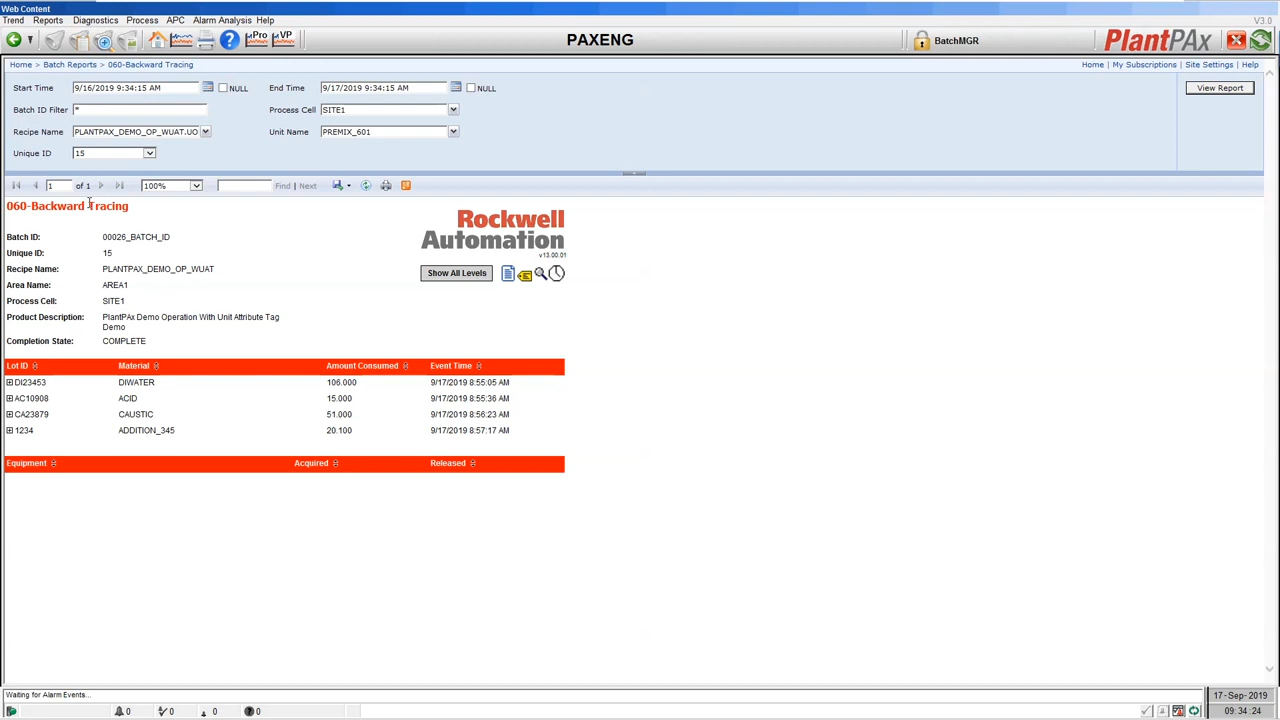 Web Content
Trend Reports Diagnostics Process APC Alarm Analysis Help V3.0
Pro VP PAXENG BatchMGR PlantPAx
Home > Batch Reports > 060-Backward Tracing Home | My Subscriptions | Site Settings | Help
Start Time 9/16/2019 9:34:15 AM NULL End Time 9/17/2019 9:34:15 AM NULL View Report
Batch ID Filter * Process Cell SITE1
Recipe Name PLANTPAX_DEMO_OP_WUAT.UO Unit Name PREMIX_601
Unique ID 15
1 of 1 100% Find | Next
060-Backward Tracing
Rockwell
Automation
v13.00.01
Batch ID: 00026_BATCH_ID
Unique ID: 15
Recipe Name: PLANTPAX_DEMO_OP_WUAT
Show All Levels
Area Name: AREA1
Process Cell: SITE1
Product Description: PlantPAx Demo Operation With Unit Attribute Tag
Demo
Completion State: COMPLETE
Lot ID Material Amount Consumed Event Time
DI23453 DIWATER 106.000 9/17/2019 8:55:05 AM
AC10908 ACID 15.000 9/17/2019 8:55:36 AM
CA23879 CAUSTIC 51.000 9/17/2019 8:56:23 AM
1234 ADDITION_345 20.100 9/17/2019 8:57:17 AM
Equipment Acquired Released
Waiting for Alarm Events... 17-Sep-2019
0 0 0 0 09:34:24